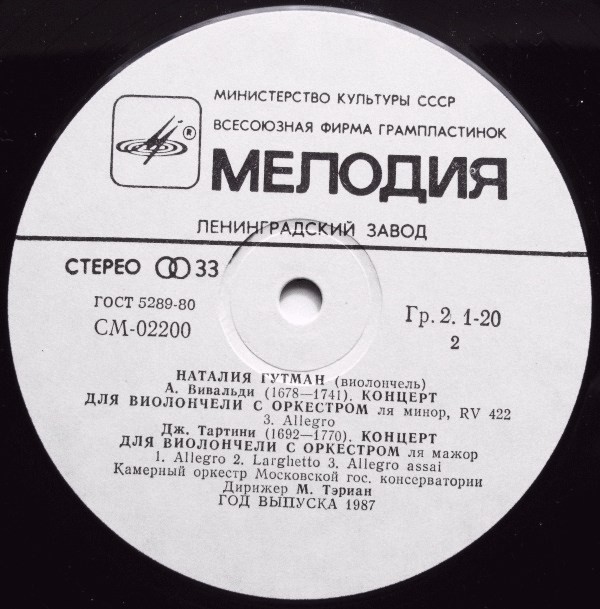 МИНИСТЕРСТВО КУЛЬТУРЫ СССР
ВСЕСОЮЗНАЯ ФИРМА ГРАМПЛАСТИНОК
®
МЕЛОДИЯ
ЛЕНИНГРАДСКИЙ ЗАВОД
СТЕРЕО 33
ГОСТ 5289-80
СМ-02200
Гр. 2. 1-20
2
НАТАЛИЯ ГУТМАН (виолончель)
А. Вивальди (1678—1741). КОНЦЕРТ
ДЛЯ ВИОЛОНЧЕЛИ С ОРКЕСТРОМ ля минор, RV 422
3. Allegro
Дж. Тартини (1692—1770). КОНЦЕРТ
ДЛЯ ВИОЛОНЧЕЛИ С ОРКЕСТРОМ ля мажор
1. Allegro 2. Larghetto 3. Allegro assai
Камерный оркестр Московской гос. консерватории
Дирижер М. Тэриан
ГОД ВЫПУСКА 1987